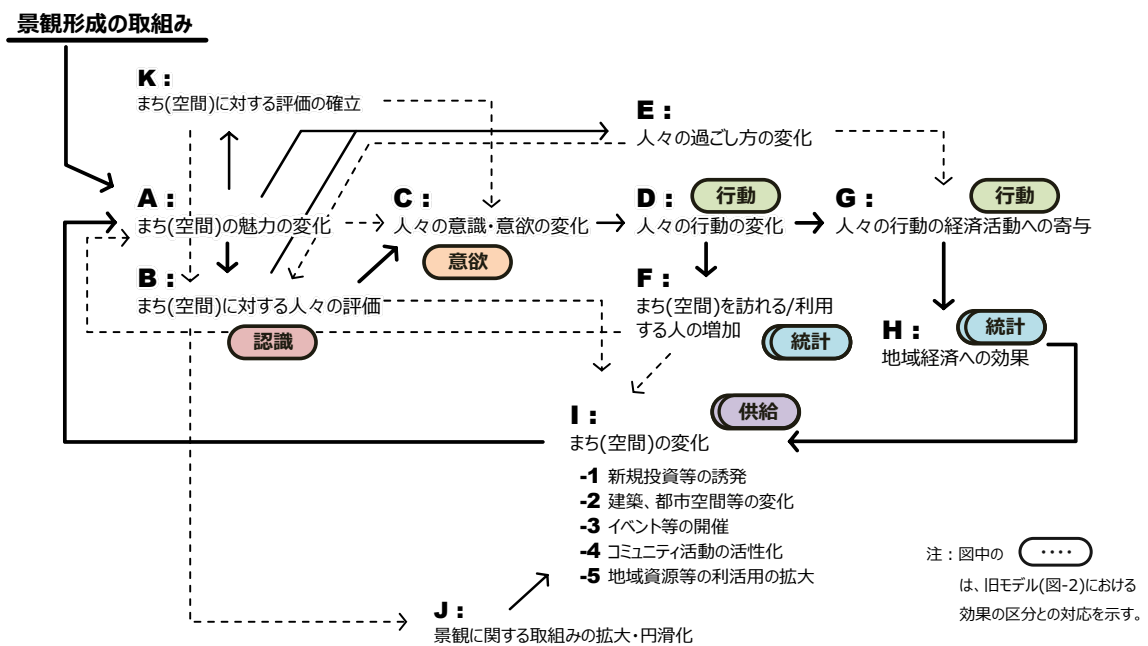 景観形成の取組み
K:
まち(空間)に対する評価の確立
E:
人々の過ごし方の変化
A:
まち(空間)の魅力の変化
C:
人々の意識・意欲の変化
意欲
D:
行動
人々の行動の変化
G:
行動
人々の行動の経済活動への寄与
B:
まち(空間)に対する人々の評価
認識
F:
まち(空間)を訪れる/利用
する人の増加
統計
H:
統計
地域経済への効果
I:
供給
まち(空間)の変化
-1 新規投資等の誘発
-2 建築、都市空間等の変化
-3 イベント等の開催
-4 コミュニティ活動の活性化
-5 地域資源等の利活用の拡大
J:
景観に関する取組みの拡大・円滑化
注:図中の ‥‥
は、旧モデル(図-2)における
効果の区分との対応を示す。